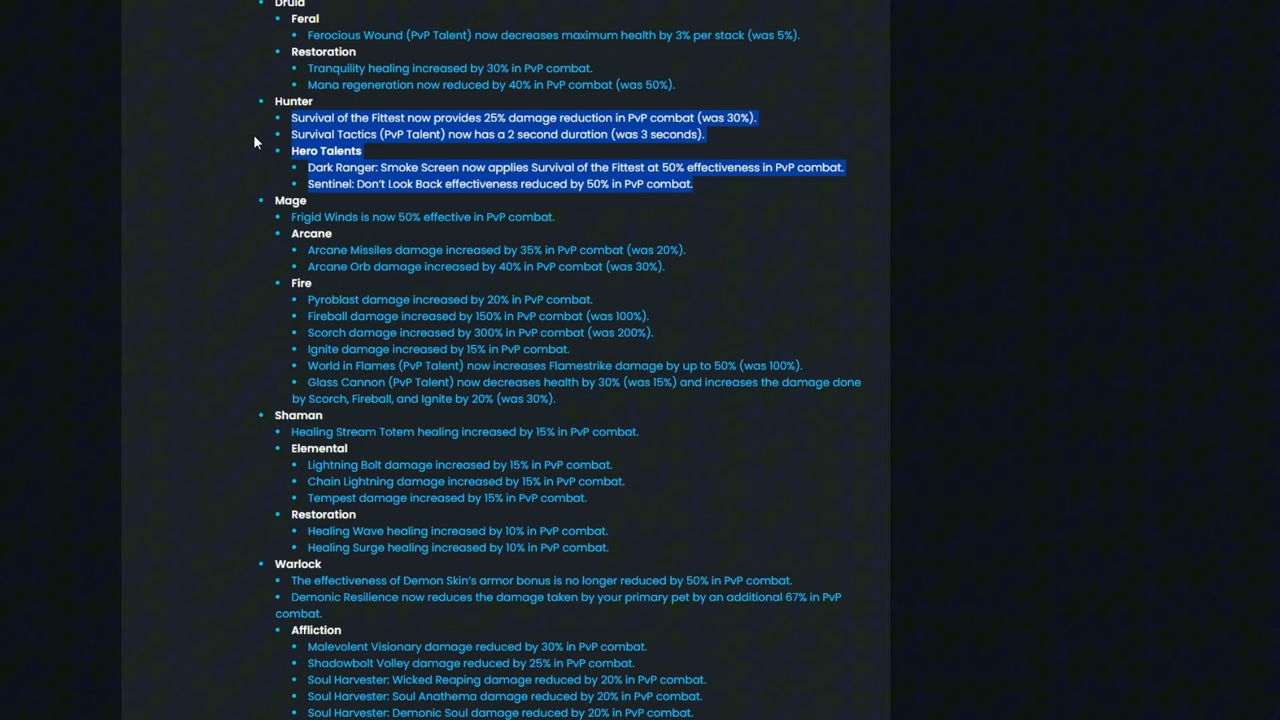 Druid
Feral
Ferocious Wound (PvP Talent) now decreases maximum health by 3% per stack (was 5%).
Restoration
Tranquility healing increased by 30% in PvP combat.
Mana regeneration now reduced by 40% in PvP combat (was 50%).
Hunter
Survival of the Fittest now provides 25% damage reduction in PvP combat (was 30%).
Survival Tactics (PvP Talent) now has a 2 second duration (was 3 seconds).
Hero Talents
Dark Ranger: Smoke Screen now applies Survival of the Fittest at 50% effectiveness in PvP combat.
Sentinel: Don't Look Back effectiveness reduced by 50% in PvP combat.
Mage
Frigid Winds is now 50% effective in PvP combat.
Arcane
Arcane Missiles damage increased by 35% in PvP combat (was 20%).
Arcane Orb damage increased by 40% in PvP combat (was 30%).
Fire
Pyroblast damage increased by 20% in PvP combat.
Fireball damage increased by 150% in PvP combat (was 100%).
Scorch damage increased by 300% in PvP combat (was 200%).
Ignite damage increased by 15% in PvP combat.
World in Flames (PvP Talent) now increases Flamestrike damage by up to 50% (was 100%).
Glass Cannon (PvP Talent) now decreases health by 30% (was 15%) and increases the damage done
by Scorch, Fireball, and Ignite by 20% (was 30%).
Shaman
Healing Stream Totem healing increased by 15% in PvP combat.
Elemental
Lightning Bolt damage increased by 15% in PvP combat.
Chain Lightning damage increased by 15% in PvP combat.
Tempest damage increased by 15% in PvP combat.
Restoration
Healing Wave healing increased by 10% in PvP combat.
Healing Surge healing increased by 10% in PvP combat.
Warlock
The effectiveness of Demon Skin's armor bonus is no longer reduced by 50% in PvP combat.
Demonic Resilience now reduces the damage taken by your primary pet by an additional 67% in PvP
combat.
Affliction
Malevolent Visionary damage reduced by 30% in PvP combat.
Shadowbolt Volley damage reduced by 25% in PvP combat.
Soul Harvester: Wicked Reaping damage reduced by 20% in PvP combat.
Soul Harvester: Soul Anathema damage reduced by 20% in PvP combat.
Soul Harvester: Demonic Soul damage reduced by 20% in PvP combat.